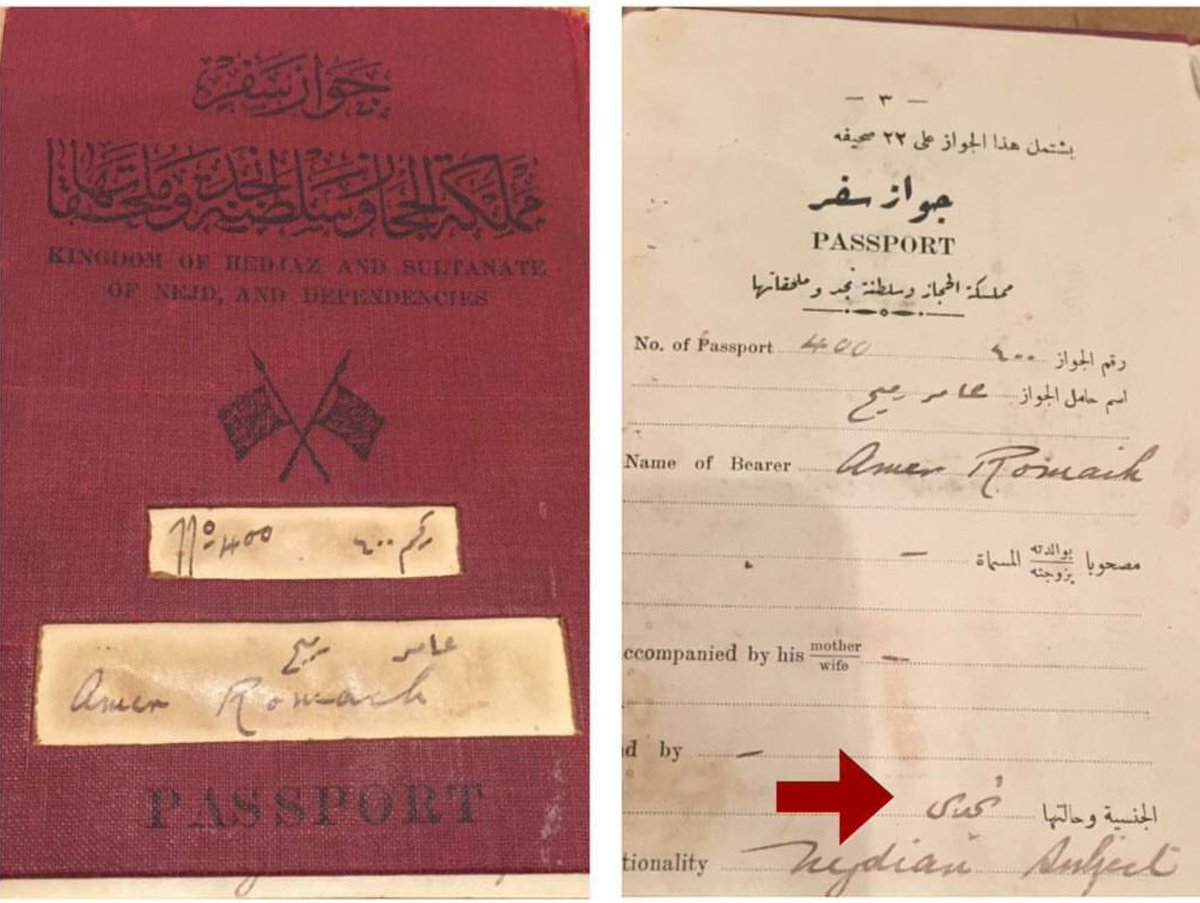 جواز سفر
مملكة الحجاز وسلطنة نجد وملحقاتها
KINGDOM OF HEDJAZ AND SULTANATE
OF NEJD, AND DEPENDENCIES
No 400 رقم ٤٠٠
عامر رميح
Amer Romaih
PASSPORT
— ٣ —
يشتمل هذا الجواز على ٢٢ صحيفه
جواز سفر
PASSPORT
مملكة الحجاز وسلطنة نجد وملحقاتها
No. of Passport 400 ٤٠٠ رقم الجواز
اسم حامل الجواز عامر رميح
Name of Bearer Amer Romaih
مصحوبا بوالدته بزوجته المسماة —
ccompanied by his mother wife —
d by —
الجنسية وحالتها نجدى
tionality Nejdian Subject